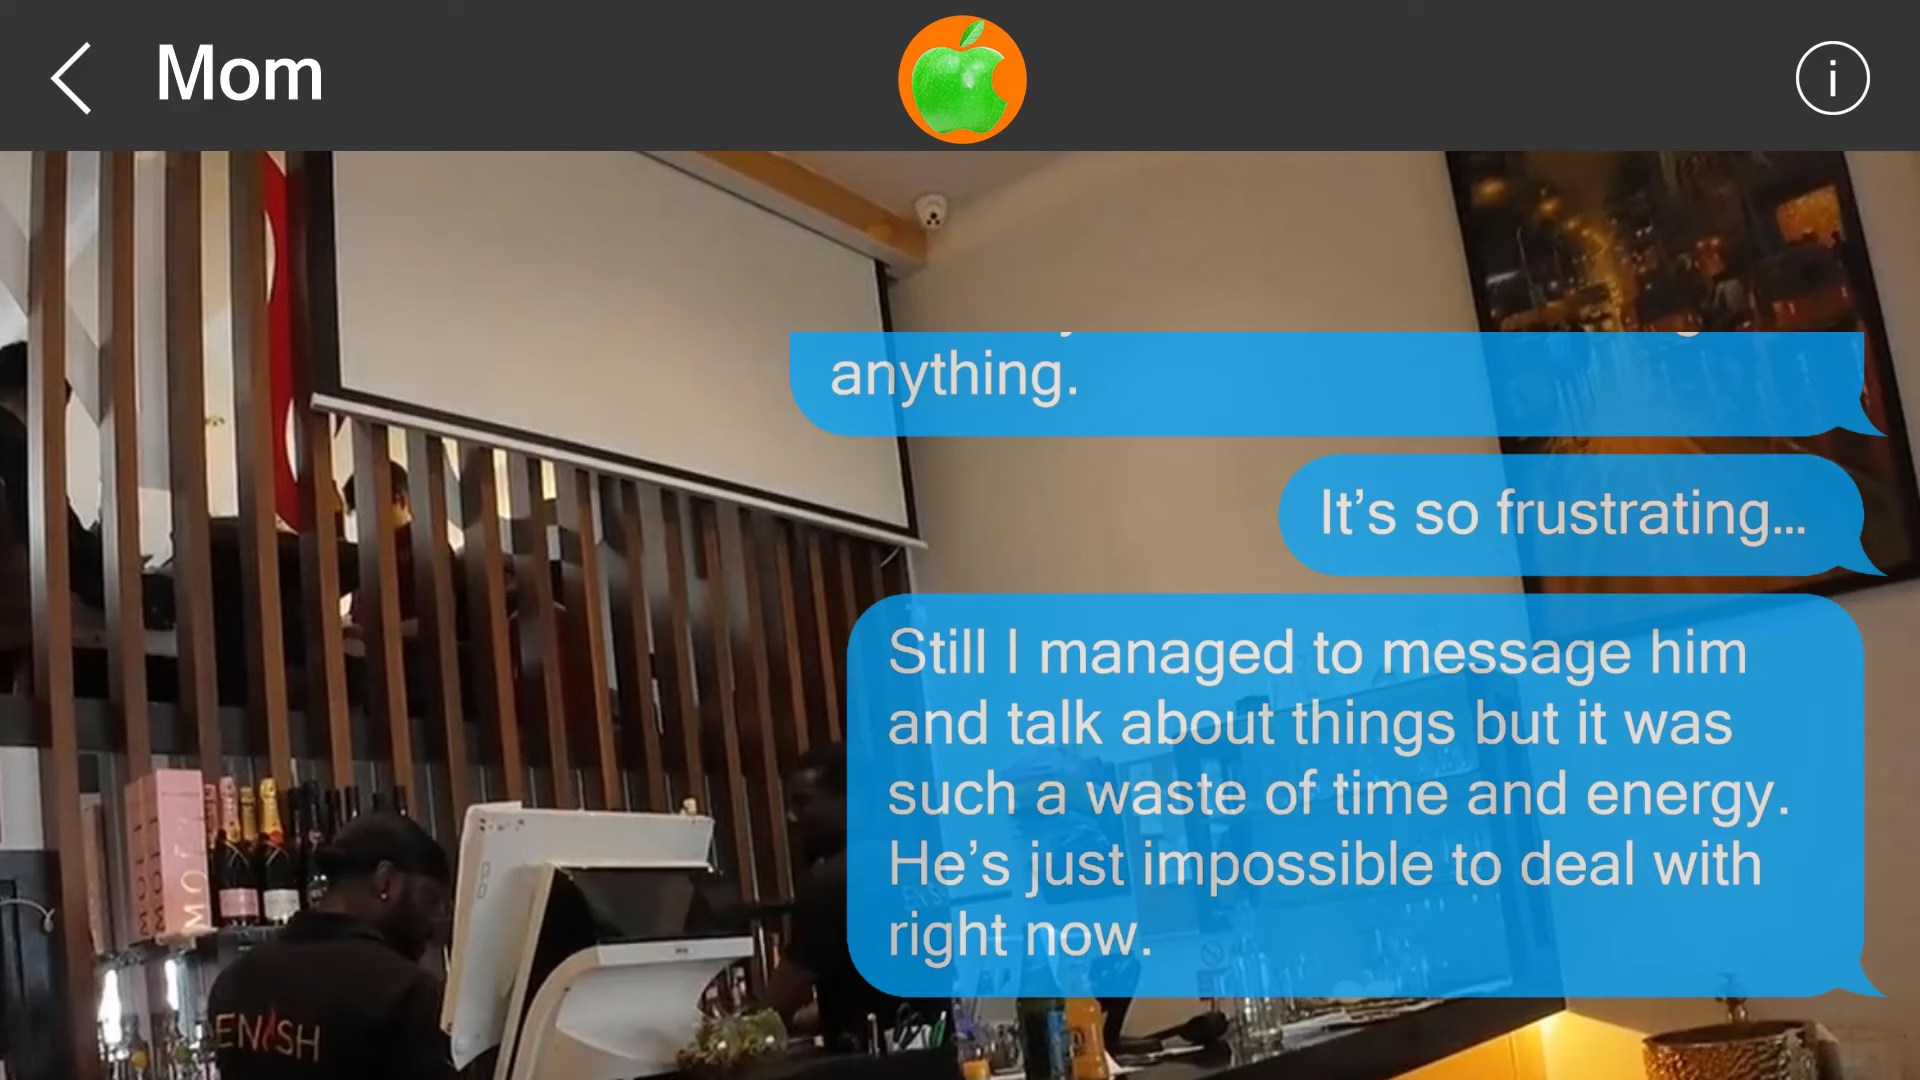 Mom
anything.
It’s so frustrating...
Still I managed to message him
and talk about things but it was
such a waste of time and energy.
He’s just impossible to deal with
right now.
MOËT
ENISH